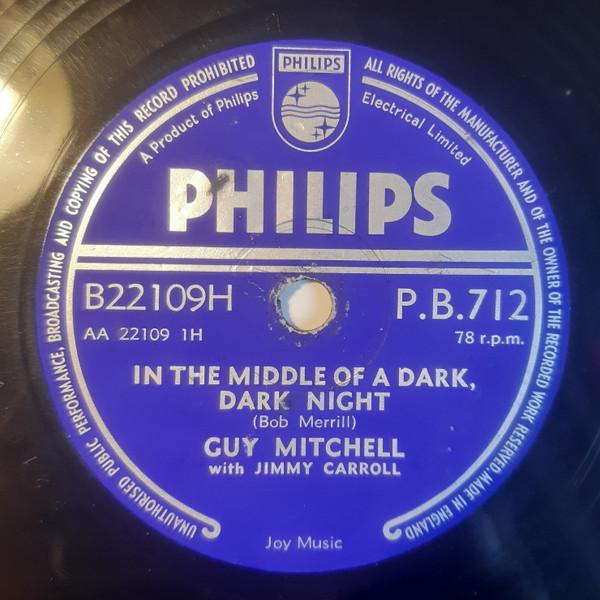 UNAUTHORISED PUBLIC PERFORMANCE, BROADCASTING AND COPYING OF THIS RECORD PROHIBITED
ALL RIGHTS OF THE MANUFACTURER AND OF THE OWNER OF THE RECORDED WORK RESERVED. MADE IN ENGLAND
PHILIPS
A Product of Philips Electrical Limited
PHILIPS
B22109H P.B.712
AA 22109 1H 78 r.p.m.
IN THE MIDDLE OF A DARK,
DARK NIGHT
(Bob Merrill)
GUY MITCHELL
with JIMMY CARROLL
Joy Music